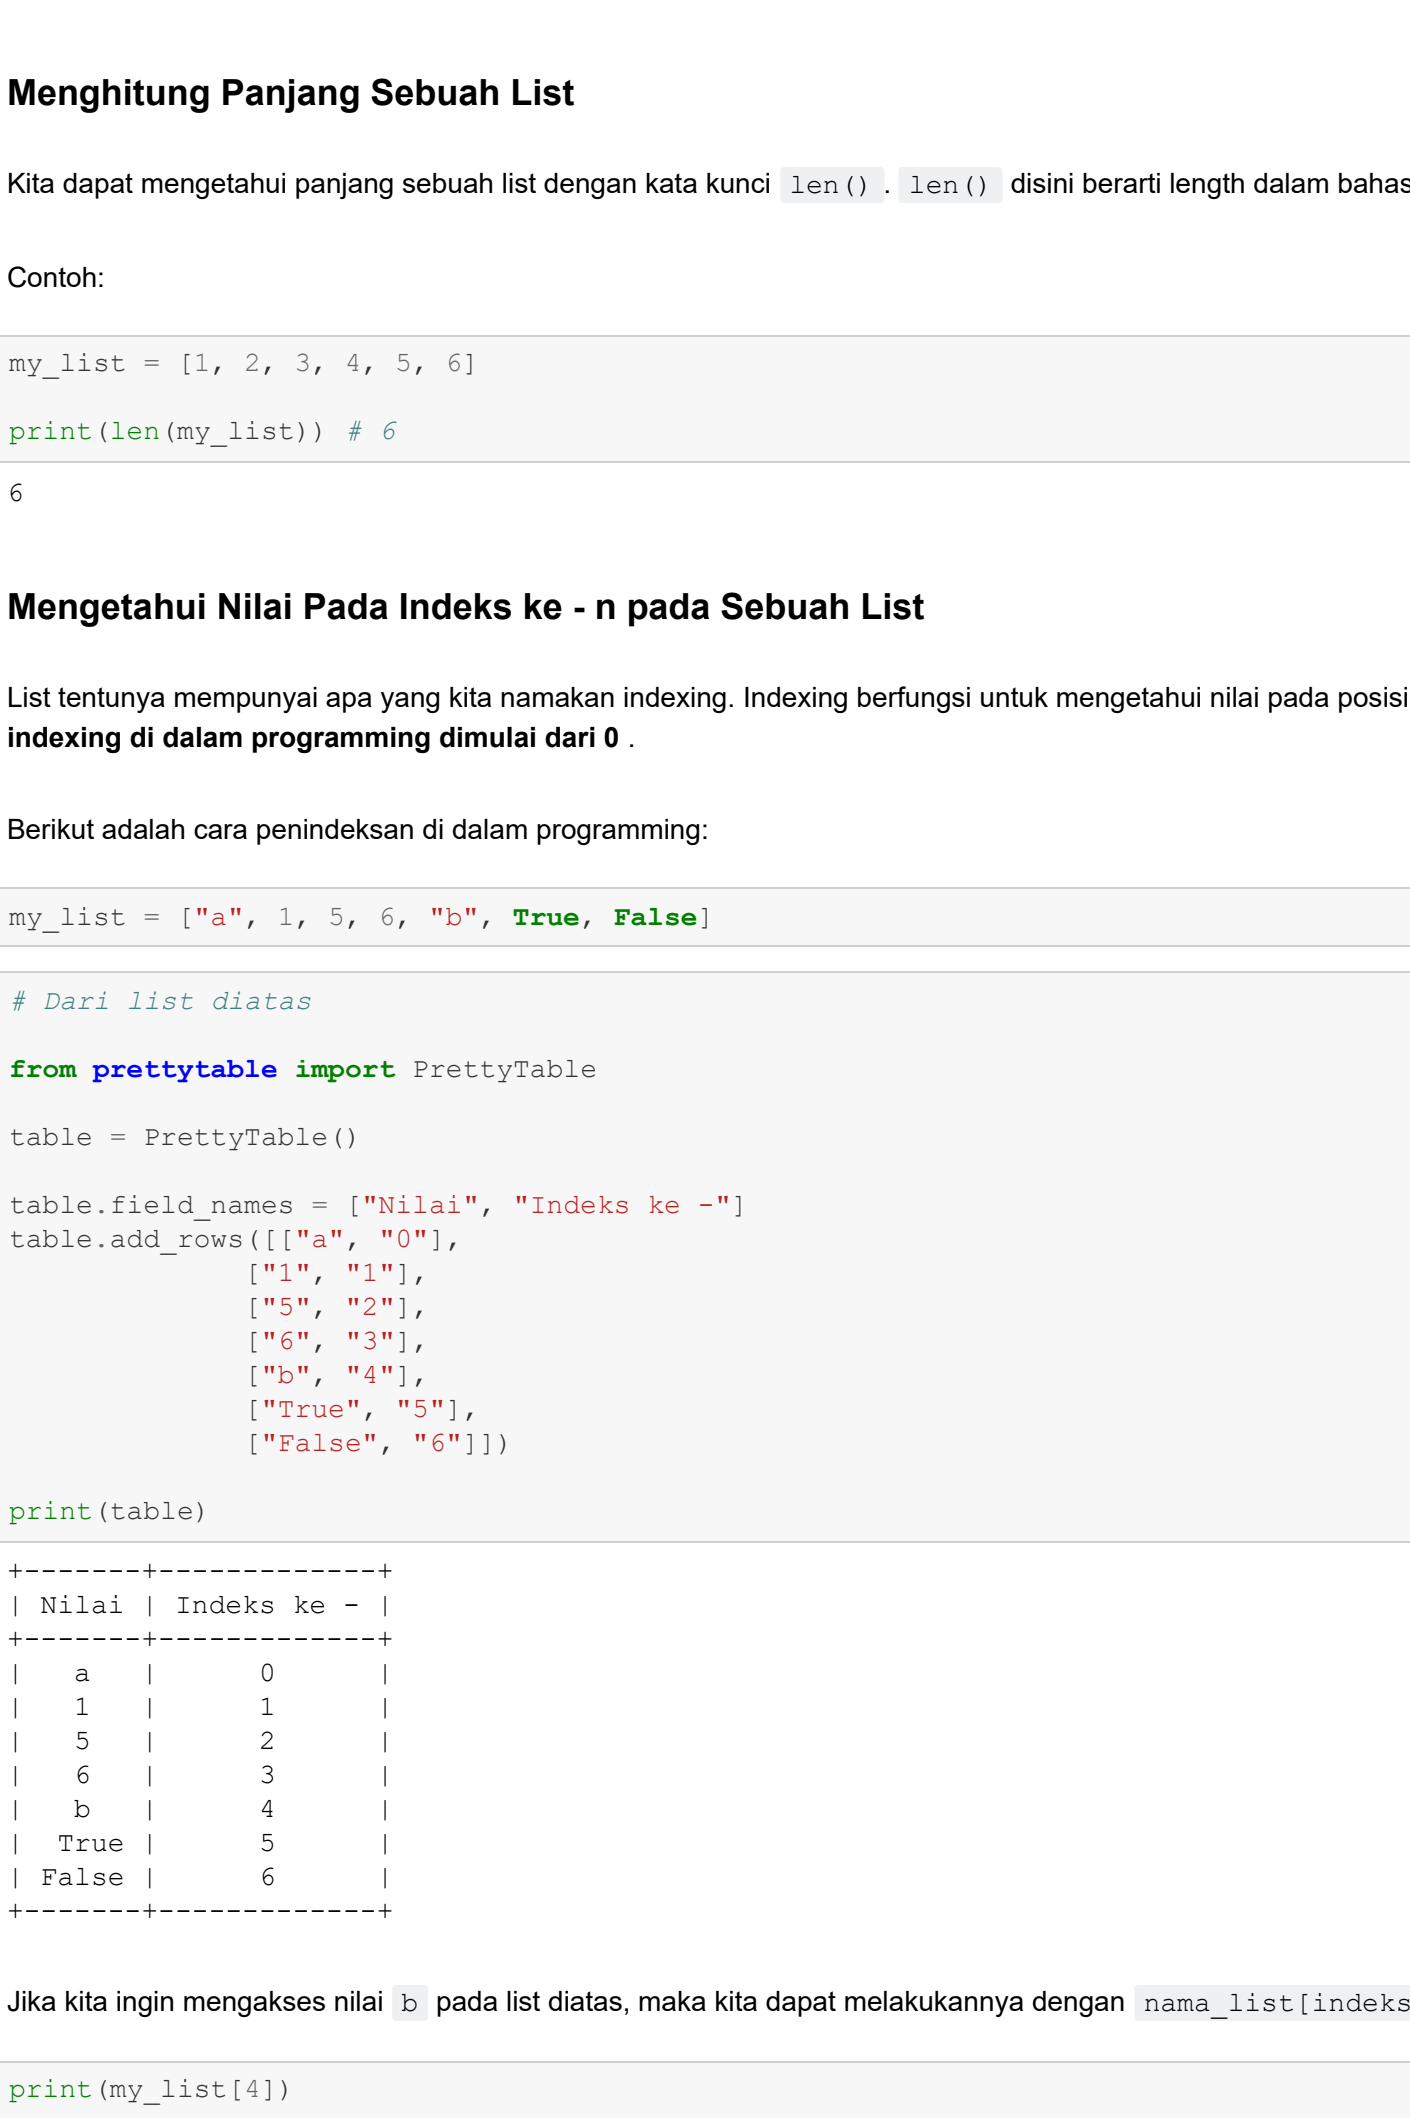 Menghitung Panjang Sebuah List
Kita dapat mengetahui panjang sebuah list dengan kata kunci len() . len() disini berarti length dalam bahas
Contoh:
my_list = [1, 2, 3, 4, 5, 6]
print(len(my_list)) # 6
6
Mengetahui Nilai Pada Indeks ke - n pada Sebuah List
List tentunya mempunyai apa yang kita namakan indexing. Indexing berfungsi untuk mengetahui nilai pada posisi
indexing di dalam programming dimulai dari 0 .
Berikut adalah cara penindeksan di dalam programming:
my_list = ["a", 1, 5, 6, "b", True, False]
# Dari list diatas
from prettytable import PrettyTable
table = PrettyTable()
table.field_names = ["Nilai", "Indeks ke -"]
table.add_rows([["a", "0"],
["1", "1"],
["5", "2"],
["6", "3"],
["b", "4"],
["True", "5"],
["False", "6"]])
print(table)
+-------+-------------+
| Nilai | Indeks ke - |
+-------+-------------+
|   a   |      0      |
|   1   |      1      |
|   5   |      2      |
|   6   |      3      |
|   b   |      4      |
|  True |      5      |
| False |      6      |
+-------+-------------+
Jika kita ingin mengakses nilai b pada list diatas, maka kita dapat melakukannya dengan nama_list[indeks
print(my_list[4])